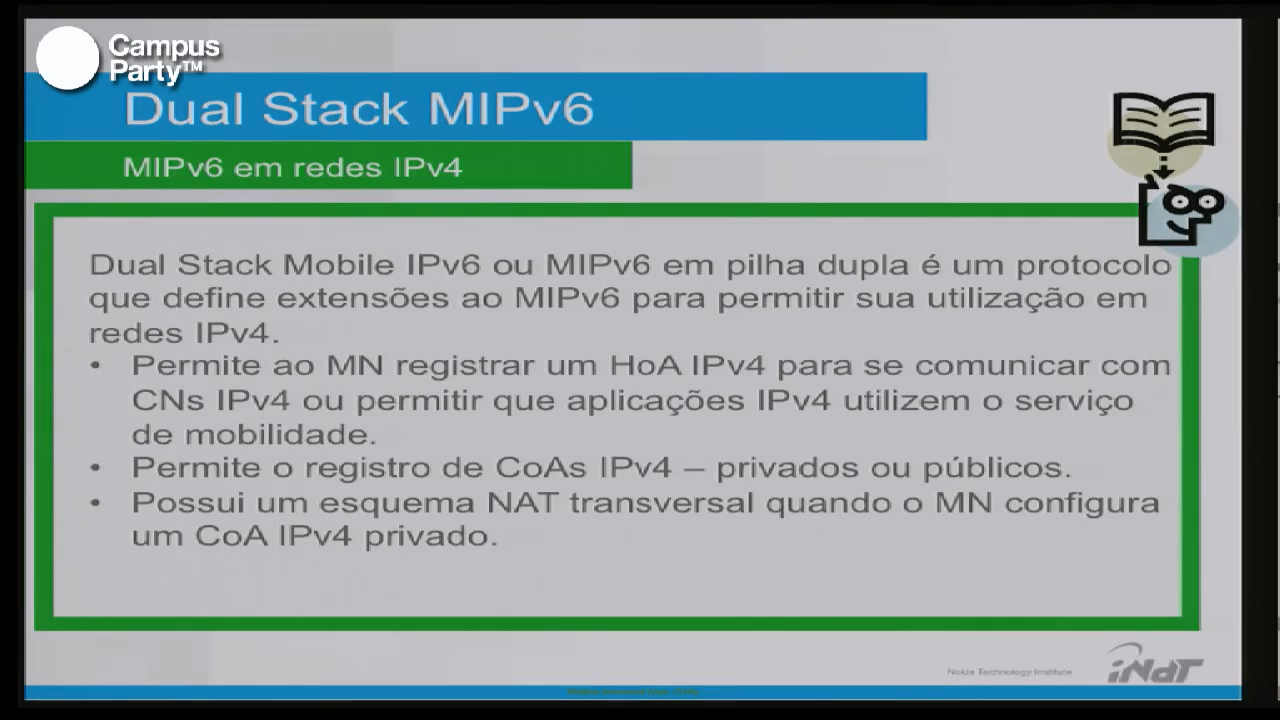 Campus
Party™
Dual Stack MIPv6
MIPv6 em redes IPv4
Dual Stack Mobile IPv6 ou MIPv6 em pilha dupla é um protocolo
que define extensões ao MIPv6 para permitir sua utilização em
redes IPv4.
• Permite ao MN registrar um HoA IPv4 para se comunicar com
CNs IPv4 ou permitir que aplicações IPv4 utilizem o serviço
de mobilidade.
• Permite o registro de CoAs IPv4 – privados ou públicos.
• Possui um esquema NAT transversal quando o MN configura
um CoA IPv4 privado.
Nokia Technology Institute
iNdT